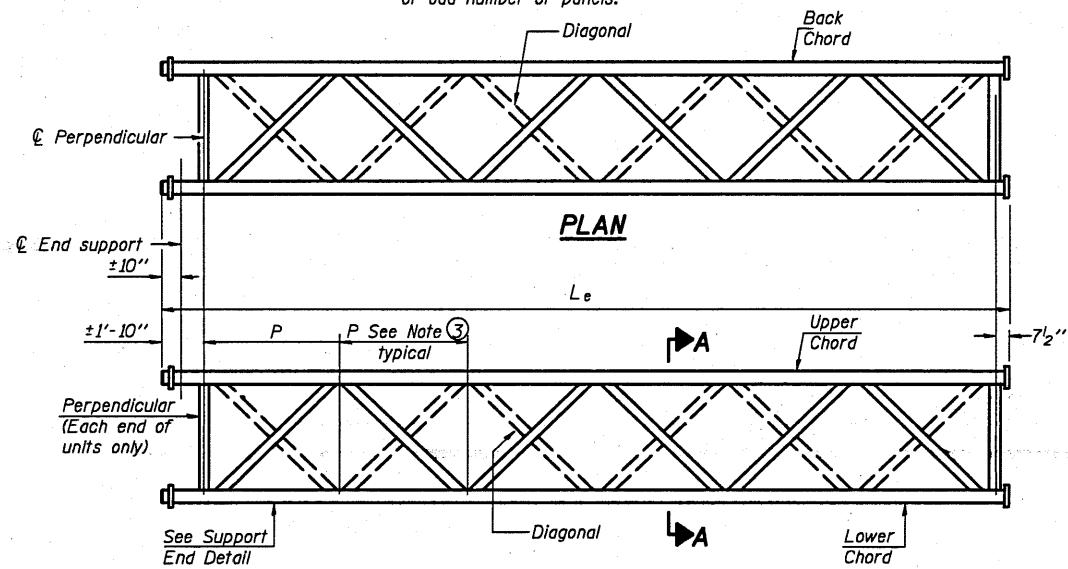 or odd number of panels.
Diagonal
Back
Chord
℄ Perpendicular
PLAN
℄ End support
±10"
Le
±1'-10"
P
P See Note ③
typical
A
Upper
Chord
7½"
Perpendicular
(Each end of
units only)
See Support
End Detail
Diagonal
A
Lower
Chord